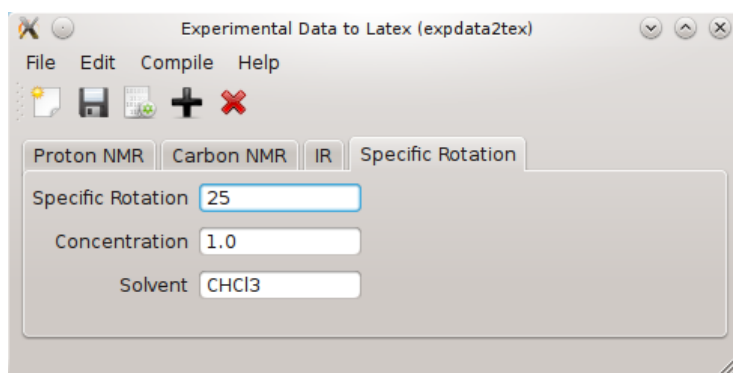 Experimental Data to Latex (expdata2tex)
File Edit Compile Help
Proton NMR Carbon NMR IR Specific Rotation
Specific Rotation 25
Concentration 1.0
Solvent CHCl3